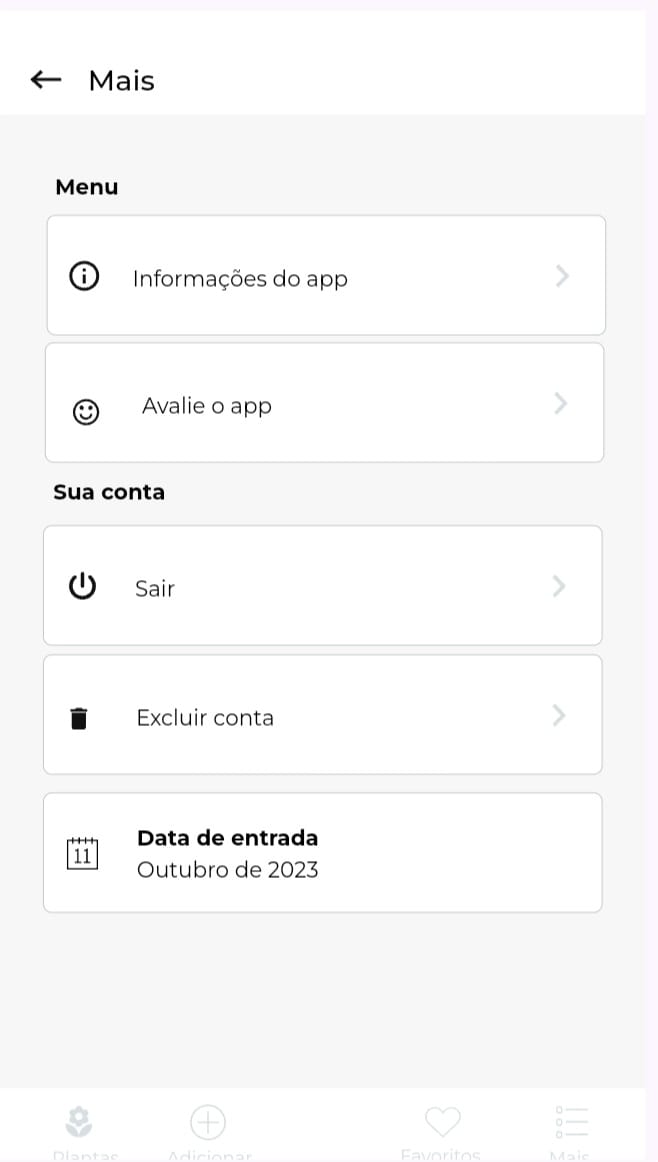 Mais
Menu
Informações do app
Avalie o app
Sua conta
Sair
Excluir conta
11
Data de entrada
Outubro de 2023
Plantas
Adicionar
Favoritos
Mais